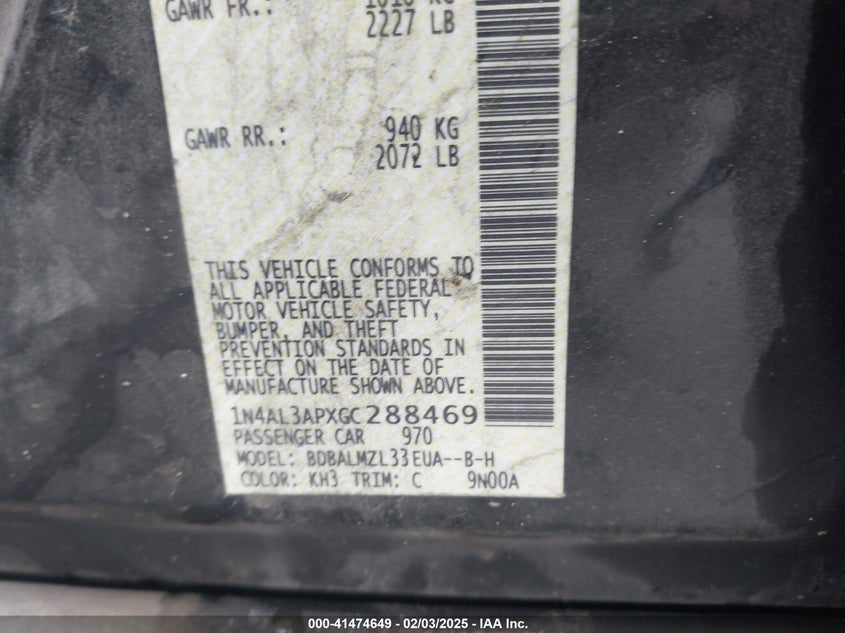 GAWR FR.: 1010 KG
2227 LB
GAWR RR.: 940 KG
2072 LB
THIS VEHICLE CONFORMS TO
ALL APPLICABLE FEDERAL
MOTOR VEHICLE SAFETY,
BUMPER, AND THEFT
PREVENTION STANDARDS IN
EFFECT ON THE DATE OF
MANUFACTURE SHOWN ABOVE.
1N4AL3APXGC288469
PASSENGER CAR 970
MODEL: BDBALMZL33EUA--B-H
COLOR: KH3 TRIM: C 9N00A
000-41474649 — 02/03/2025 — IAA Inc.